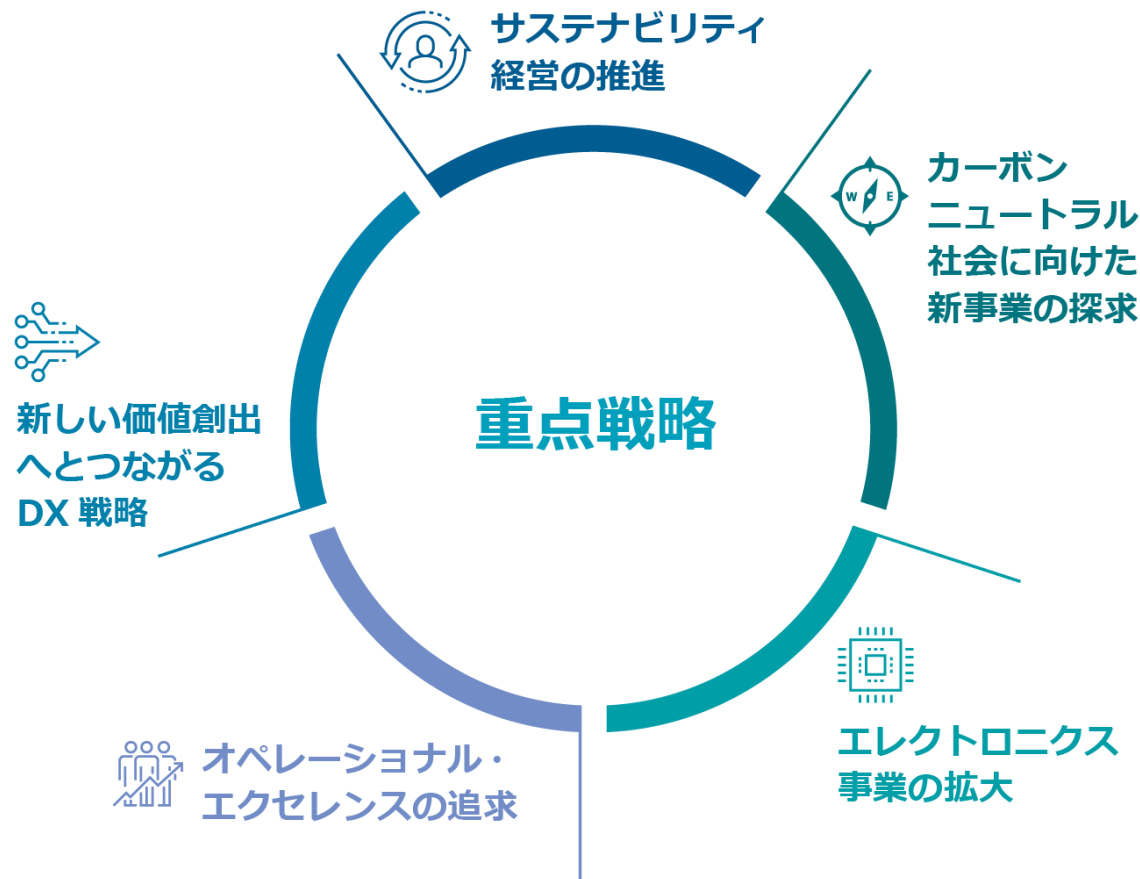 サステナビリティ
経営の推進
カーボン
ニュートラル
社会に向けた
新事業の探求
W E
重点戦略
新しい価値創出
へとつながる
DX 戦略
エレクトロニクス
事業の拡大
オペレーショナル・
エクセレンスの追求